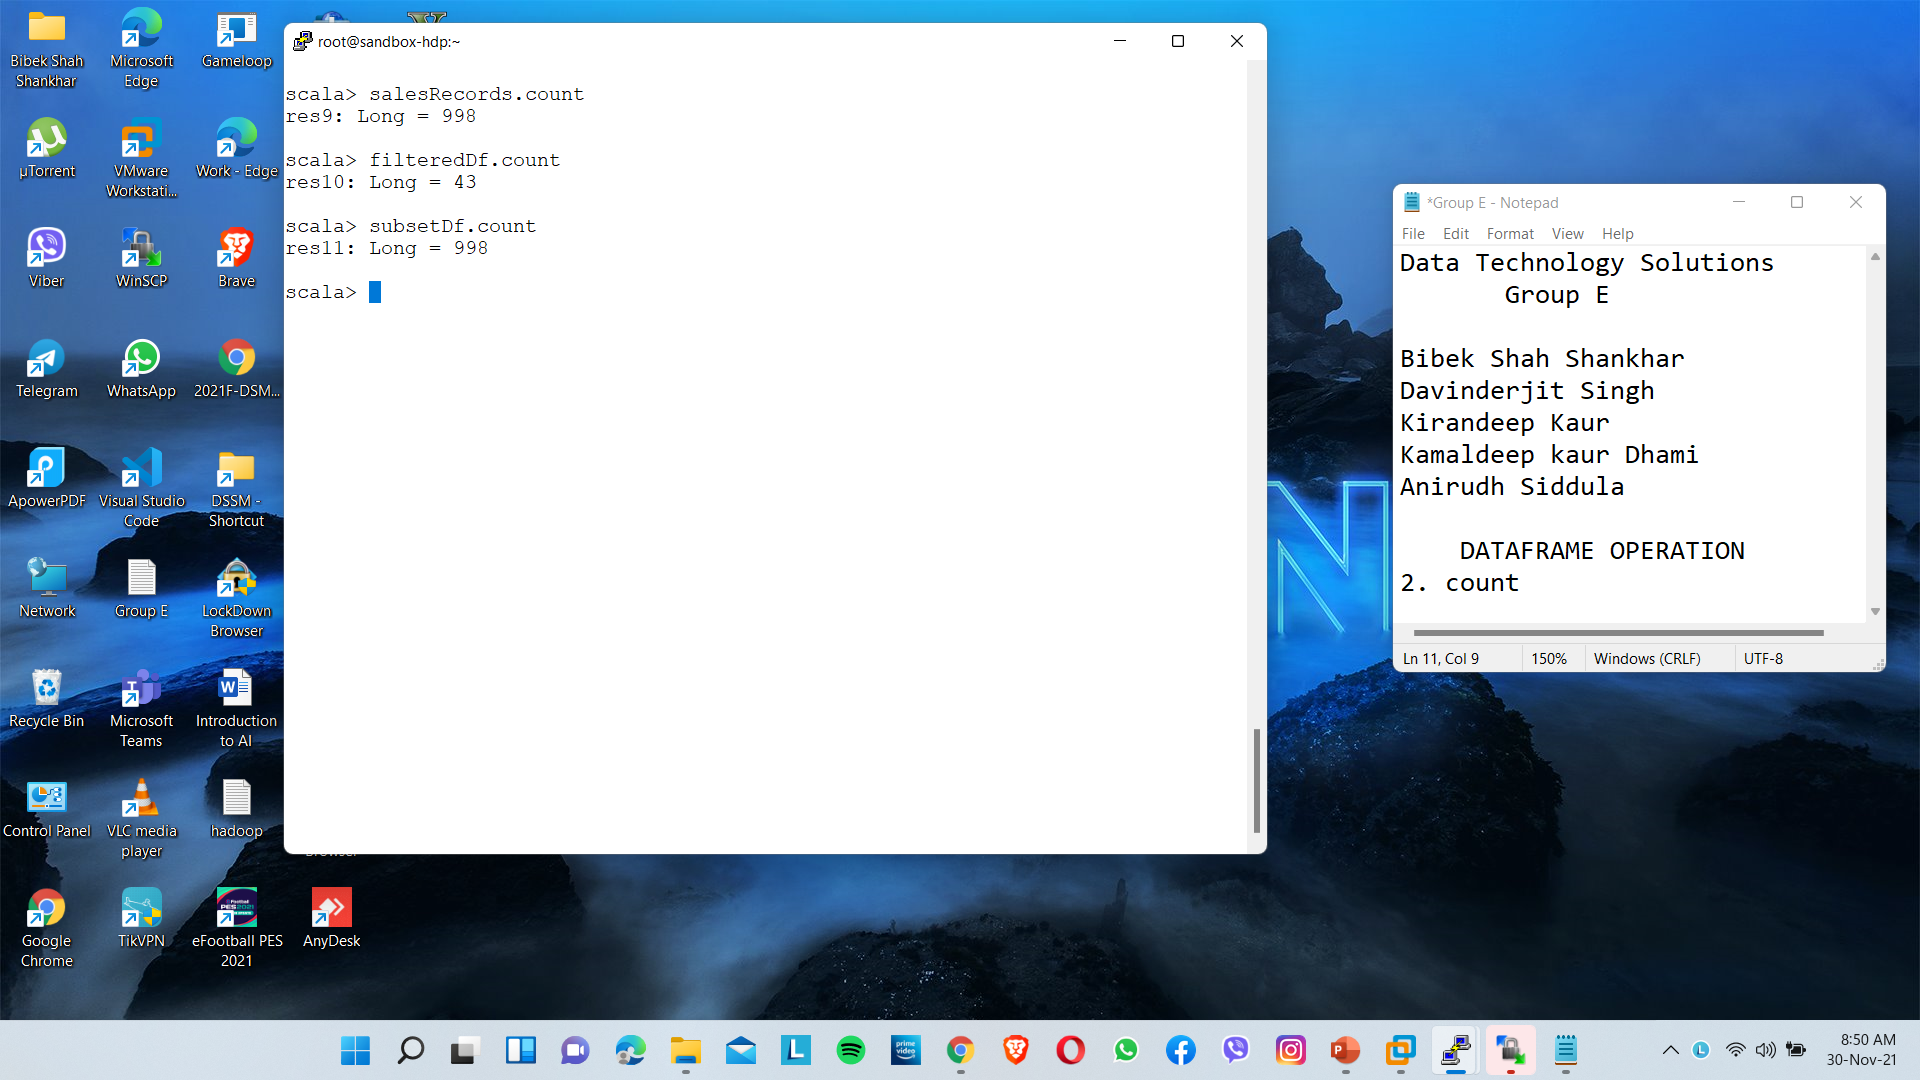 Bibek Shah Shankhar
Microsoft Edge
Gameloop
µTorrent
VMware Workstati...
Work - Edge
Viber
WinSCP
Brave
Telegram
WhatsApp
2021F-DSM...
ApowerPDF
Visual Studio Code
DSSM - Shortcut
Network
Group E
LockDown Browser
Recycle Bin
Microsoft Teams
Introduction to AI
Control Panel
VLC media player
hadoop
Google Chrome
TikVPN
eFootball PES 2021
AnyDesk
root@sandbox-hdp:~
scala> salesRecords.count
res9: Long = 998
scala> filteredDf.count
res10: Long = 43
scala> subsetDf.count
res11: Long = 998
scala>
*Group E - Notepad
File Edit Format View Help
Data Technology Solutions
Group E
Bibek Shah Shankhar
Davinderjit Singh
Kirandeep Kaur
Kamaldeep kaur Dhami
Anirudh Siddula
DATAFRAME OPERATION
2. count
Ln 11, Col 9 150% Windows (CRLF) UTF-8
prime video
8:50 AM
30-Nov-21